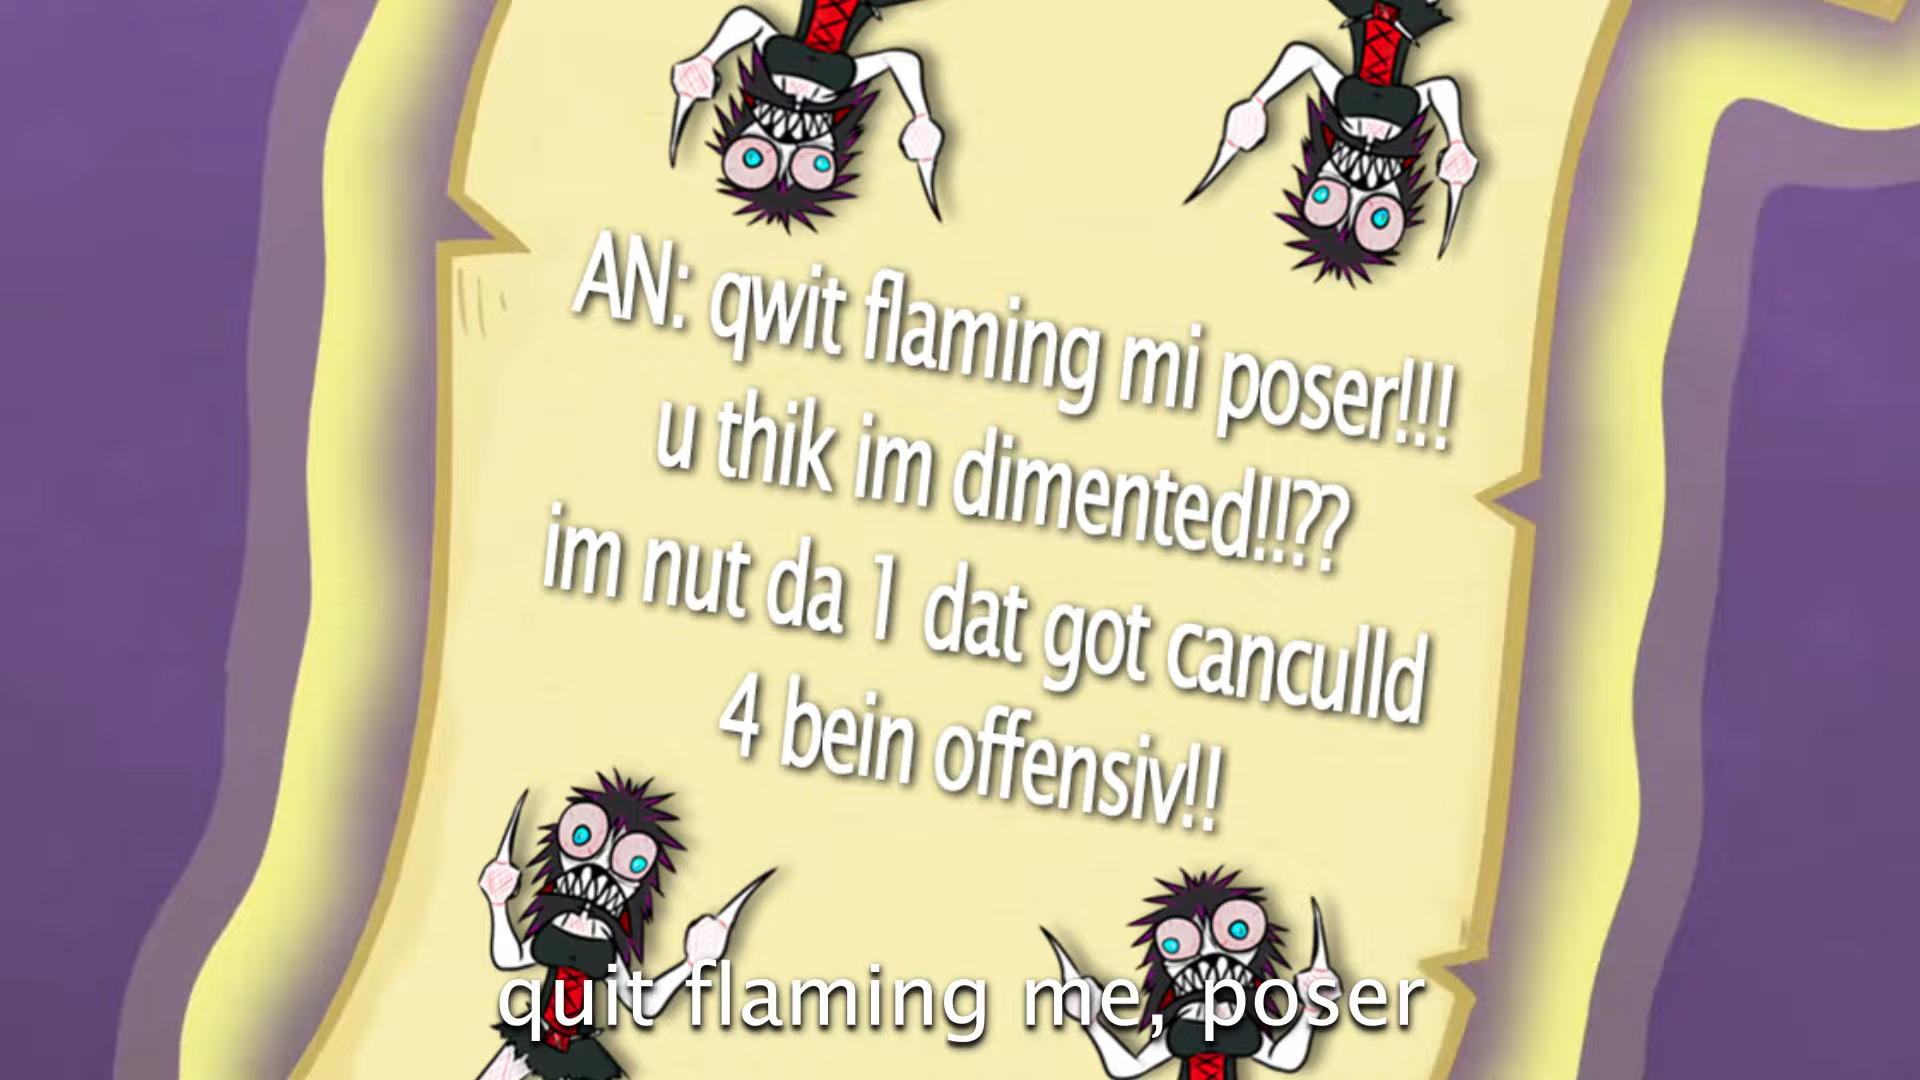 AN: qwit flaming mi poser!!!
u thik im dimented!!!??
im nut da 1 dat got canculld
4 bein offensiv!!
quit flaming me, poser